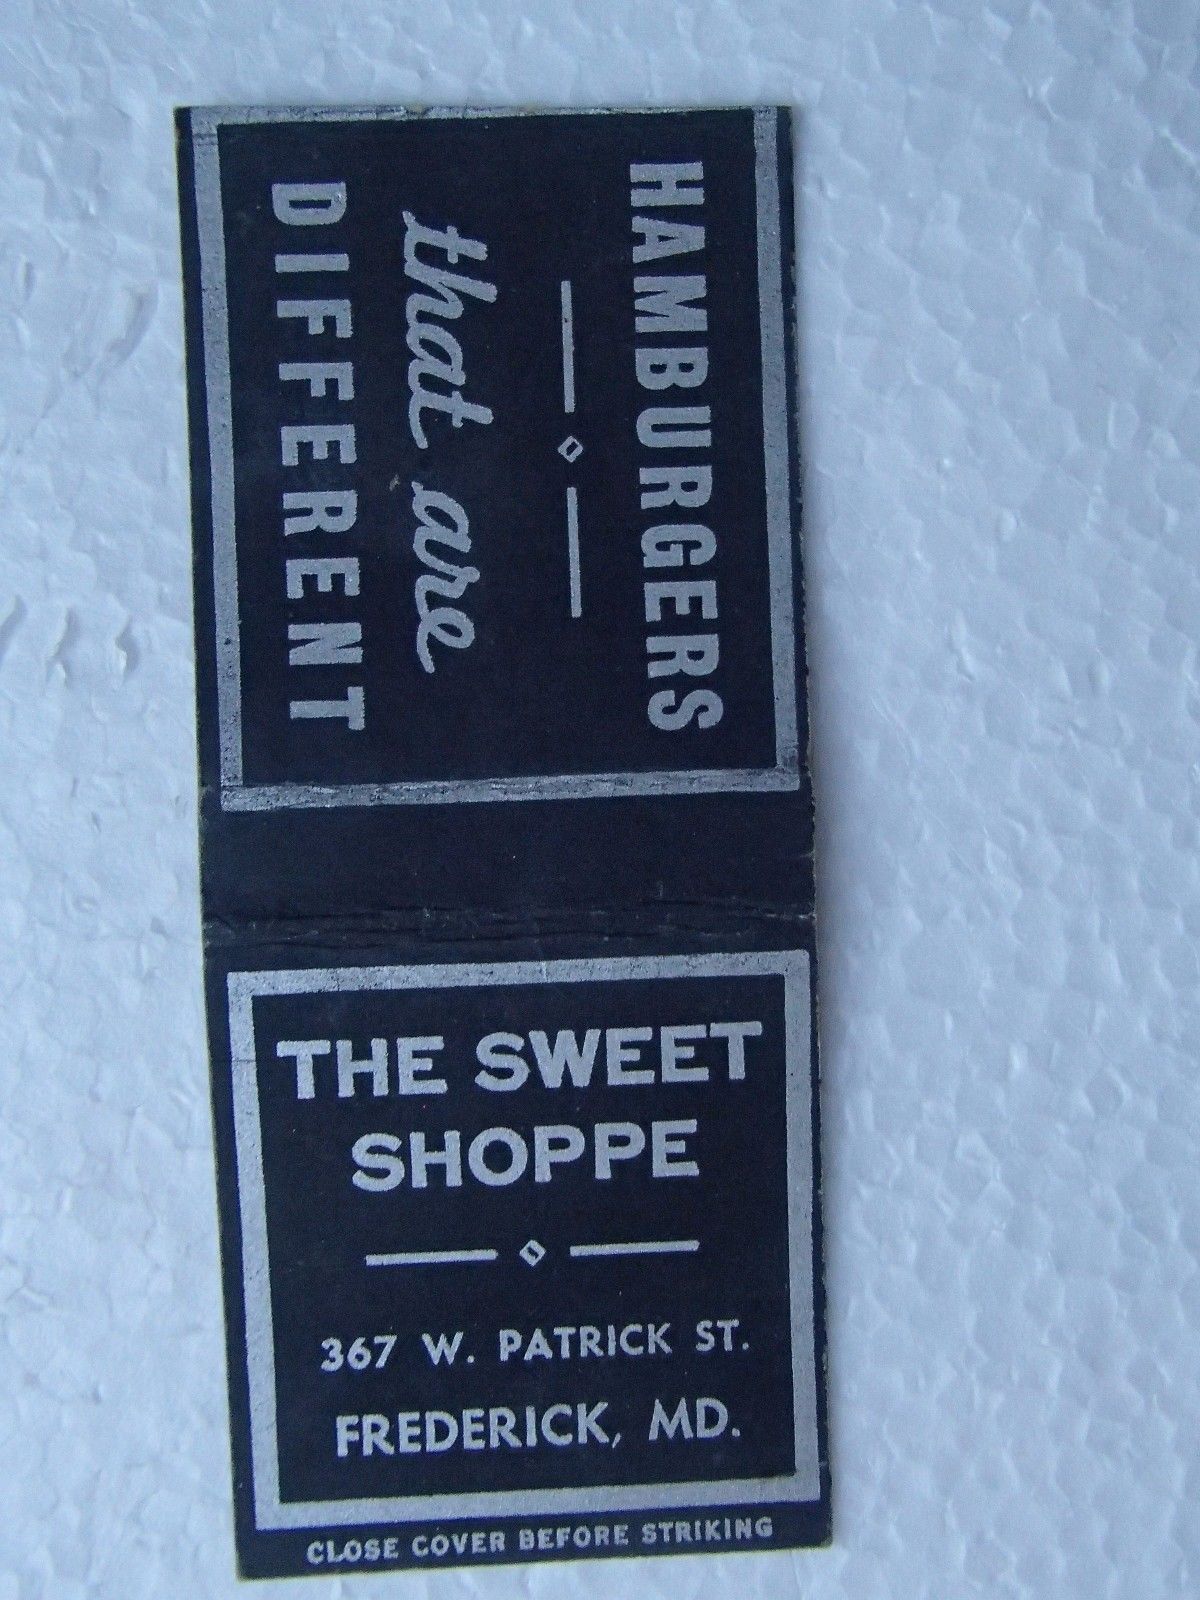 HAMBURGERS
that are
DIFFERENT
THE SWEET
SHOPPE
367 W. PATRICK ST.
FREDERICK, MD.
CLOSE COVER BEFORE STRIKING